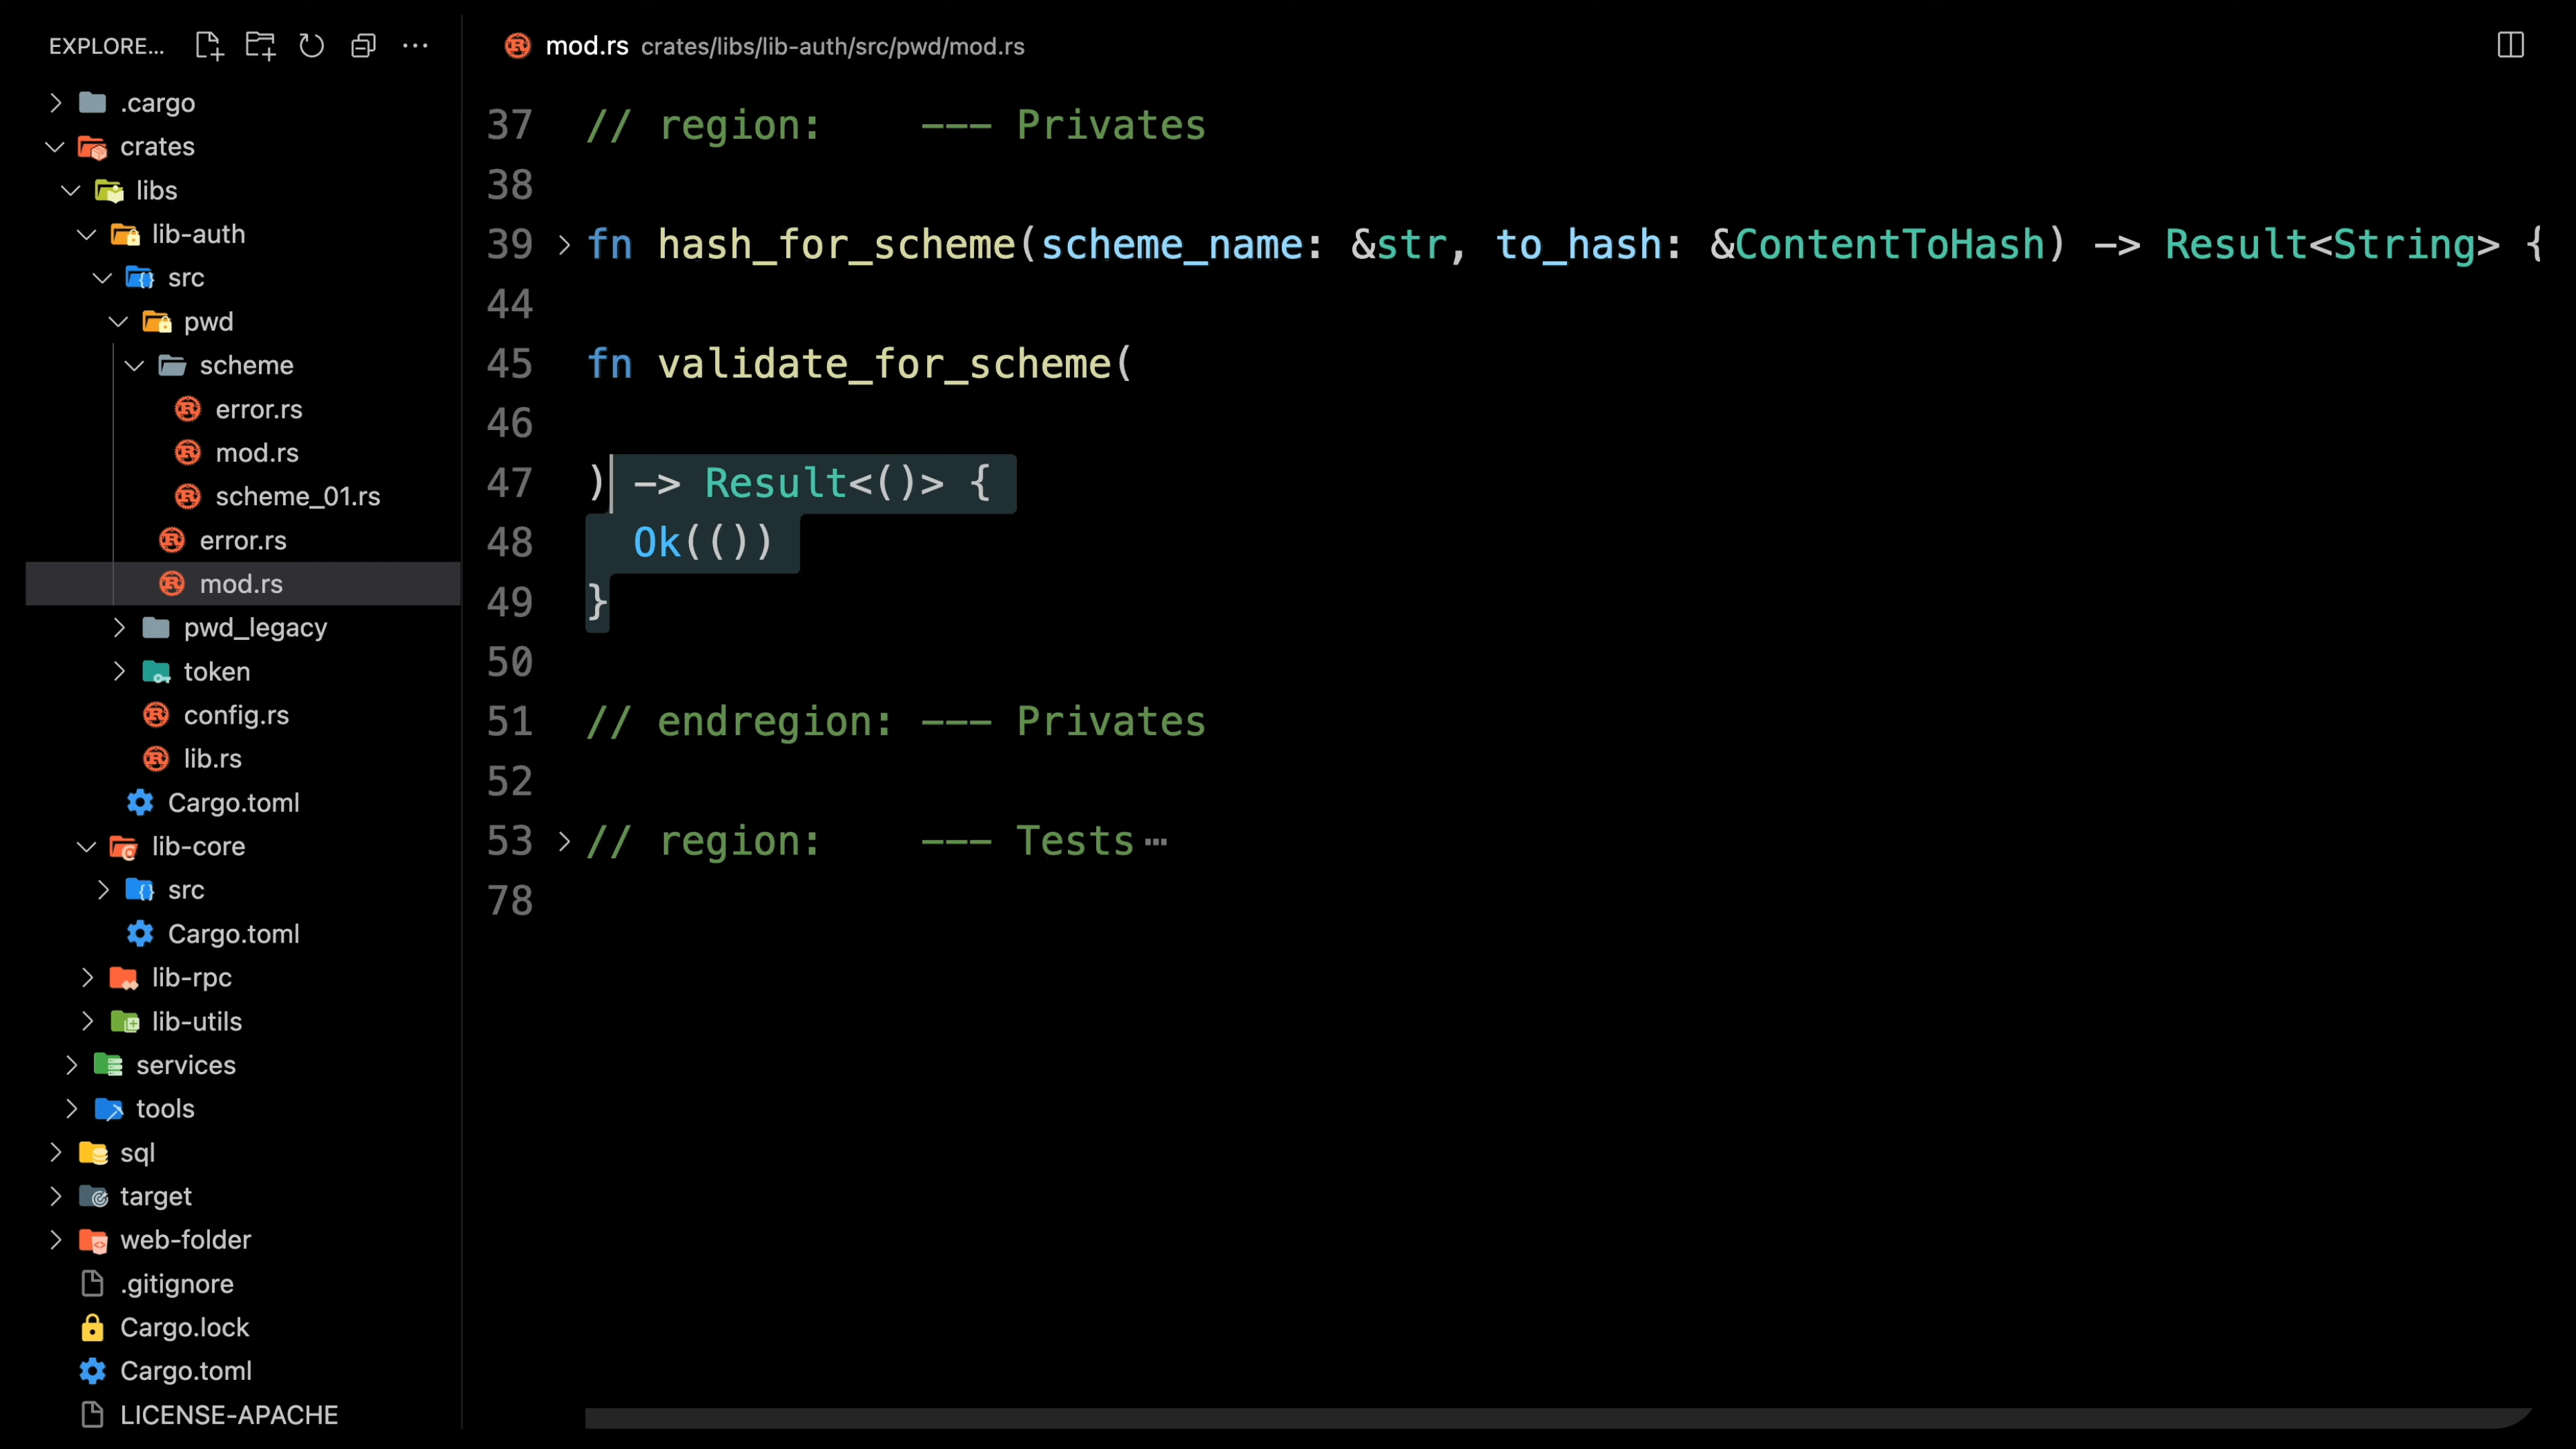 EXPLORE...
.cargo
crates
libs
lib-auth
src
pwd
scheme
error.rs
mod.rs
scheme_01.rs
error.rs
mod.rs
pwd_legacy
token
config.rs
lib.rs
Cargo.toml
lib-core
src
Cargo.toml
lib-rpc
lib-utils
services
tools
sql
target
web-folder
.gitignore
Cargo.lock
Cargo.toml
LICENSE-APACHE
mod.rs crates/libs/lib-auth/src/pwd/mod.rs
37 // region:    --- Privates
38
39 fn hash_for_scheme(scheme_name: &str, to_hash: &ContentToHash) -> Result<String> {
44
45 fn validate_for_scheme(
46
47 ) -> Result<()> {
48   Ok(())
49 }
50
51 // endregion: --- Privates
52
53 // region:    --- Tests ⋯
78